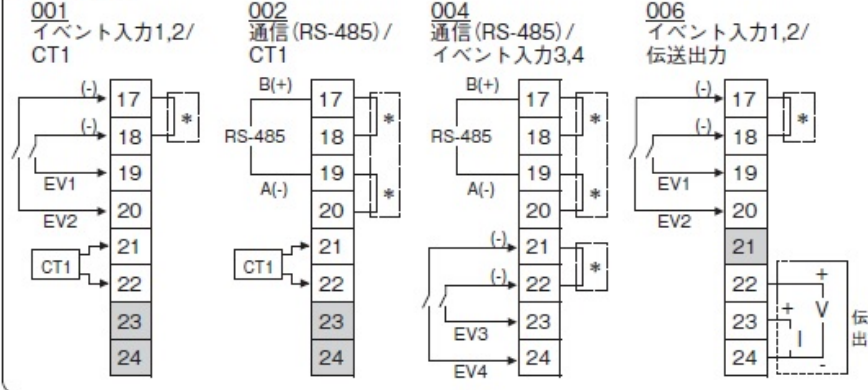 001
イベント入力1,2/
CT1
(-)
17
*
(-)
18
19
EV1
20
EV2
21
CT1
22
23
24
002
通信(RS-485)/
CT1
B(+)
17
*
18
RS-485
19
A(-)
*
20
21
CT1
22
23
24
004
通信(RS-485)/
イベント入力3,4
B(+)
17
*
18
RS-485
19
A(-)
*
20
(-)
21
*
(-)
22
23
EV3
24
EV4
006
イベント入力1,2/
伝送出力
(-)
17
*
(-)
18
19
EV1
20
EV2
21
22
+
23
+
V
I
24
-
伝
出